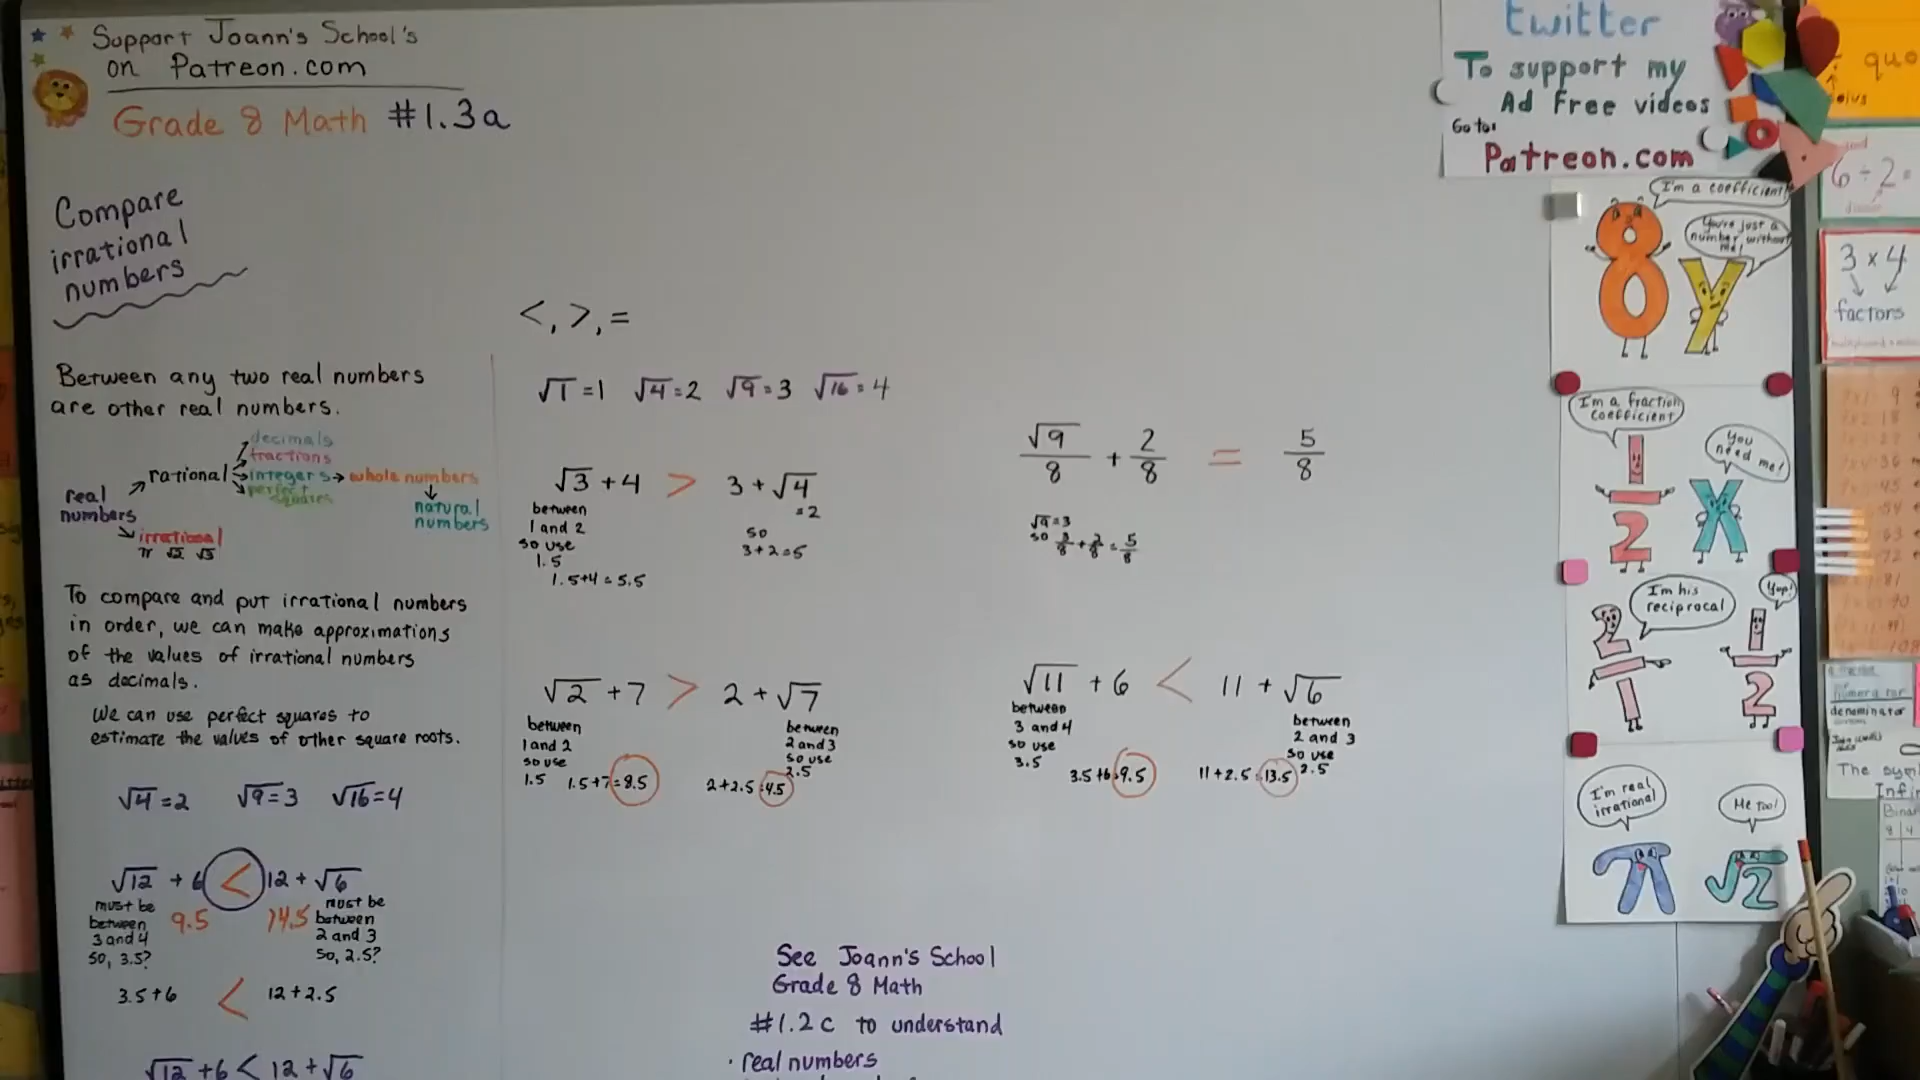 Support Joann's School's
on Patreon.com
Grade 8 Math #1.3a
Compare
irrational
numbers
Between any two real numbers
are other real numbers.
real numbers
rational
decimals
fractions
integers → whole numbers
perfect squares
natural numbers
irrational
π √2 √3
To compare and put irrational numbers
in order, we can make approximations
of the values of irrational numbers
as decimals.
We can use perfect squares to
estimate the values of other square roots.
√4=2 √9=3 √16=4
√12 + 6 < 12 + √6
must be
between
3 and 4
so, 3.5?
9.5
14.5
must be
between
2 and 3
so, 2.5?
3.5+6 < 12+2.5
√12 +6 < 12 + √6
<, >, =
√1 =1 √4=2 √9=3 √16=4
√3 +4 > 3 + √4
between
1 and 2
so use
1.5
1.5+4=5.5
=2
so
3+2=5
√9/8 + 2/8 = 5/8
√9=3
so 3/8 + 2/8 = 5/8
√2 +7 > 2 + √7
between
1 and 2
so use
1.5
1.5+7=8.5
between
2 and 3
so use
2.5
2+2.5=4.5
√11 + 6 < 11 + √6
between
3 and 4
so use
3.5
3.5+6=9.5
between
2 and 3
so use
2.5
11+2.5=13.5
See Joann's School
Grade 8 Math
#1.2c to understand
· real numbers
twitter
To support my
Ad Free videos
Go to:
Patreon.com
I'm a coefficient!
You're just a
number without
me!
8 y
I'm a fraction
coefficient
You
need me!
1/2 x
I'm his
reciprocal
Yup!
2/1 1/2
I'm real
irrational
Me too!
π √2
quo
6 ÷ 2 =
3 x 4
factors
denominator
The sym
Infin